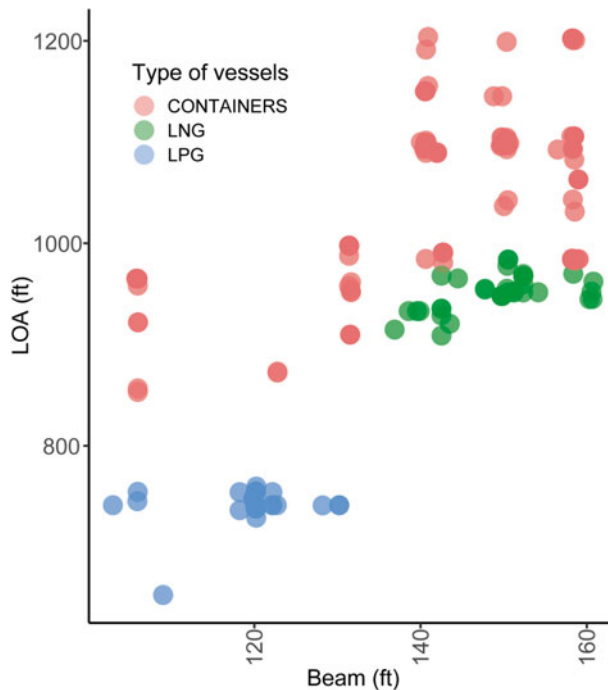 1200
1000
800
LOA (ft)
Type of vessels
CONTAINERS
LNG
LPG
120
140
160
Beam (ft)